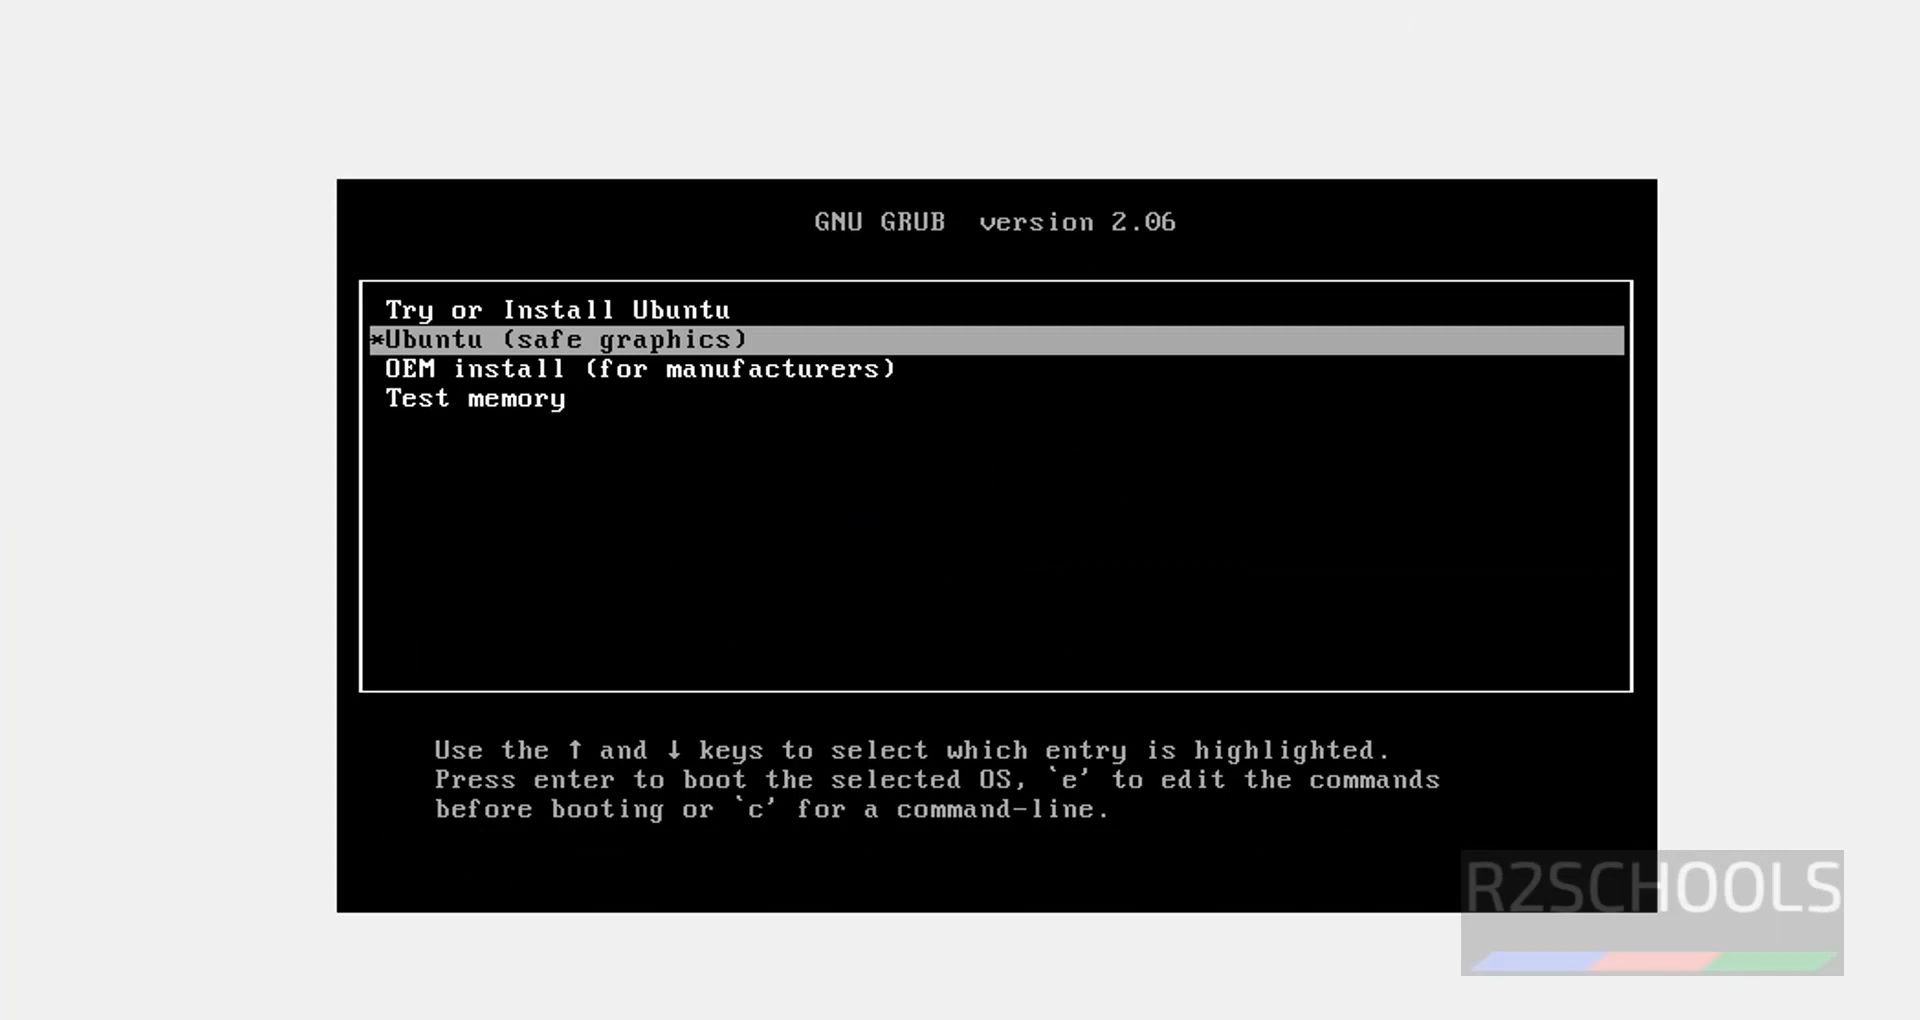 GNU GRUB  version 2.06
Try or Install Ubuntu
*Ubuntu (safe graphics)
OEM install (for manufacturers)
Test memory
Use the ↑ and ↓ keys to select which entry is highlighted.
Press enter to boot the selected OS, `e' to edit the commands
before booting or `c' for a command-line.
R2SCHOOLS